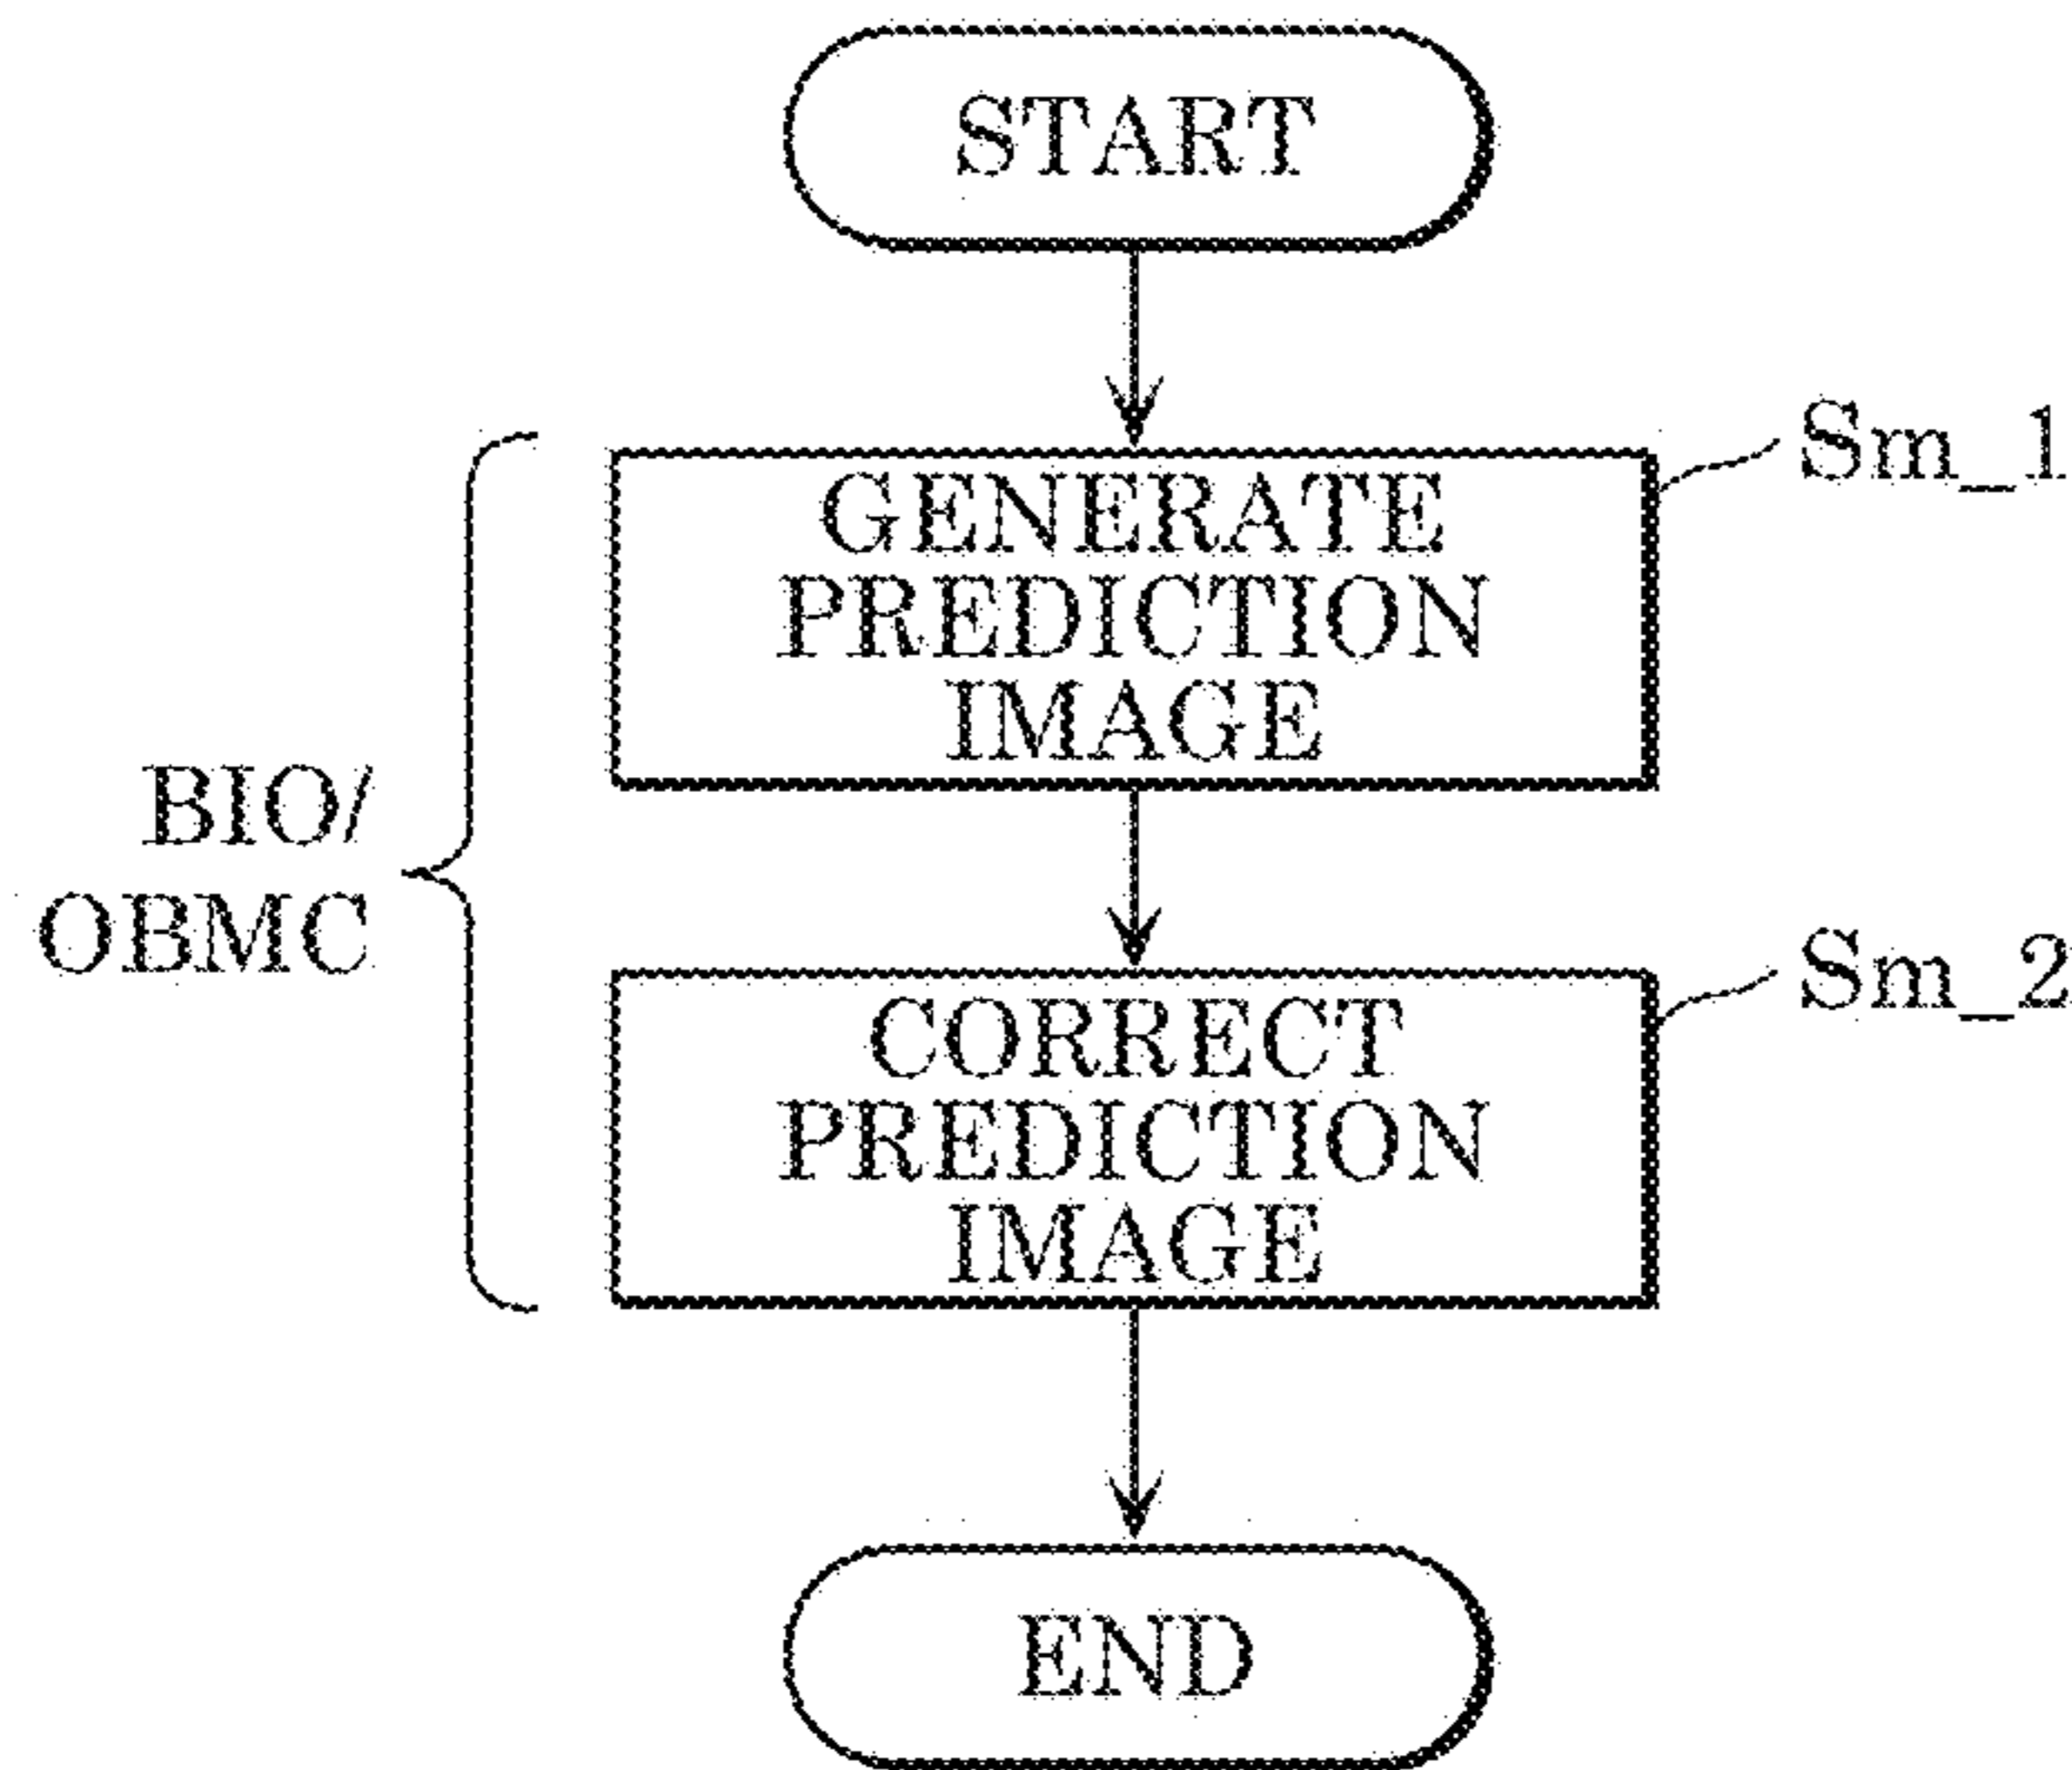 START
GENERATE
PREDICTION
IMAGE
Sm_1
BIO/
OBMC
CORRECT
PREDICTION
IMAGE
Sm_2
END